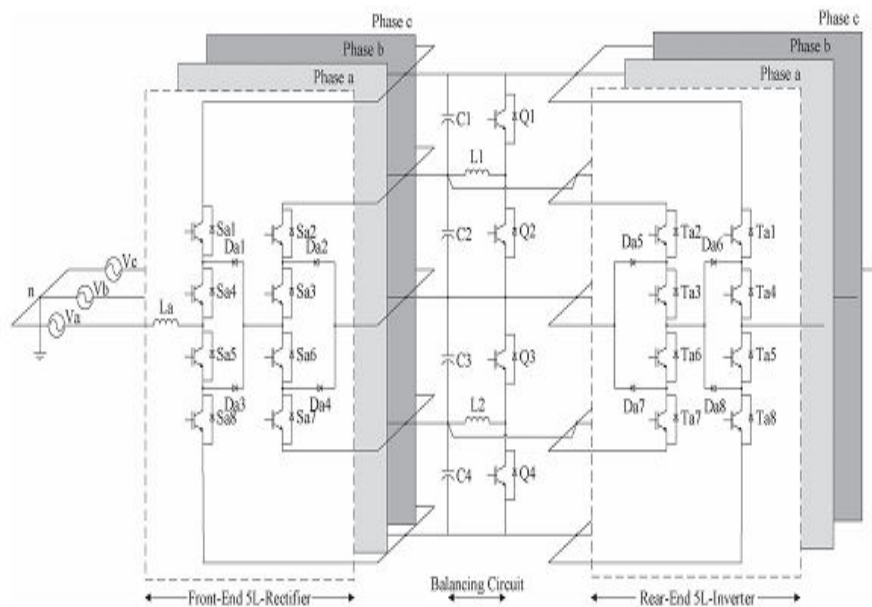 Phase c
Phase b
Phase a
Phase c
Phase b
Phase a
C1
Q1
L1
Sa1
Sa2
Da1
Da2
C2
Q2
Ta2
Ta1
Da5
Da6
Vc
n
Vb
Va
La
Sa4
Sa3
Ta3
Ta4
Sa5
Sa6
C3
Q3
Ta6
Ta5
Da3
Da4
L2
Da7
Da8
Sa8
Sa7
Ta7
Ta8
C4
Q4
Front-End 5L-Rectifier
Balancing Circuit
Rear-End 5L-Inverter